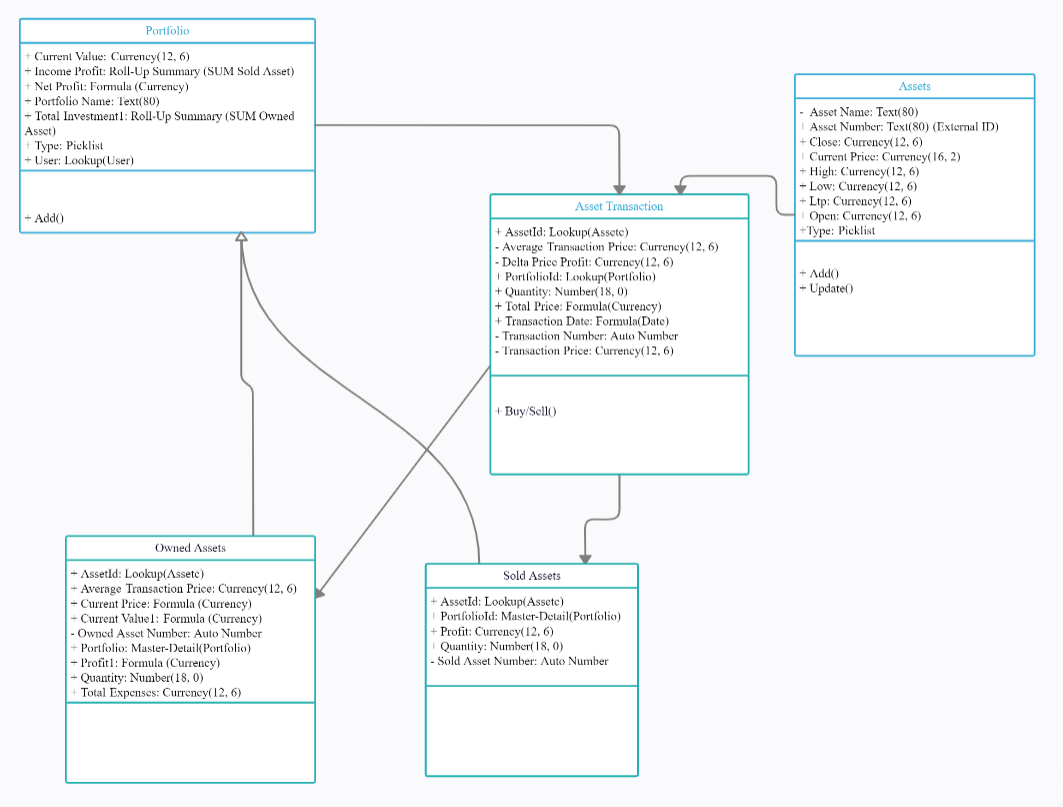 Portfolio
+ Current Value: Currency(12, 6)
+ Income Profit: Roll-Up Summary (SUM Sold Asset)
+ Net Profit: Formula (Currency)
+ Portfolio Name: Text(80)
+ Total Investment1: Roll-Up Summary (SUM Owned
Asset)
+ Type: Picklist
+ User: Lookup(User)
+ Add()
Assets
- Asset Name: Text(80)
+ Asset Number: Text(80) (External ID)
+ Close: Currency(12, 6)
+ Current Price: Currency(16, 2)
+ High: Currency(12, 6)
+ Low: Currency(12, 6)
+ Ltp: Currency(12, 6)
+ Open: Currency(12, 6)
+Type: Picklist
+ Add()
+ Update()
Asset Transaction
+ AssetId: Lookup(Assetc)
- Average Transaction Price: Currency(12, 6)
- Delta Price Profit: Currency(12, 6)
+ PortfolioId: Lookup(Portfolio)
+ Quantity: Number(18, 0)
+ Total Price: Formula(Currency)
+ Transaction Date: Formula(Date)
- Transaction Number: Auto Number
- Transaction Price: Currency(12, 6)
+ Buy/Sell()
Owned Assets
+ AssetId: Lookup(Assetc)
+ Average Transaction Price: Currency(12, 6)
+ Current Price: Formula (Currency)
+ Current Value1: Formula (Currency)
- Owned Asset Number: Auto Number
+ Portfolio: Master-Detail(Portfolio)
+ Profit1: Formula (Currency)
+ Quantity: Number(18, 0)
+ Total Expenses: Currency(12, 6)
Sold Assets
+ AssetId: Lookup(Assetc)
+ PortfolioId: Master-Detail(Portfolio)
+ Profit: Currency(12, 6)
+ Quantity: Number(18, 0)
- Sold Asset Number: Auto Number